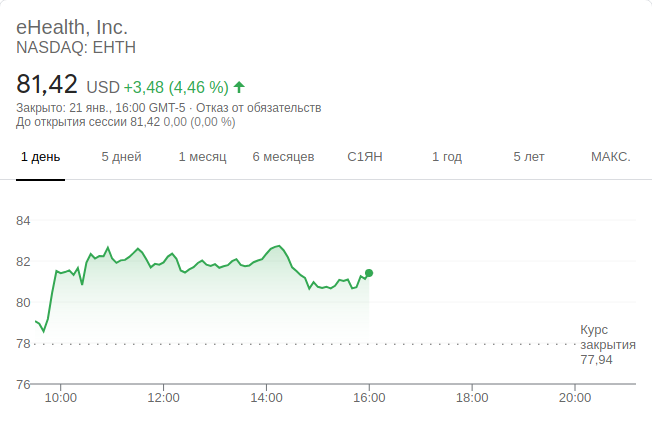 eHealth, Inc.
NASDAQ: EHTH
81,42 USD +3,48 (4,46 %)
Закрыто: 21 янв., 16:00 GMT-5 · Отказ от обязательств
До открытия сессии 81,42 0,00 (0,00 %)
1 день 5 дней 1 месяц 6 месяцев С1ЯН 1 год 5 лет МАКС.
84
82
80
78
76
Курс
закрытия
77,94
10:00 12:00 14:00 16:00 18:00 20:00